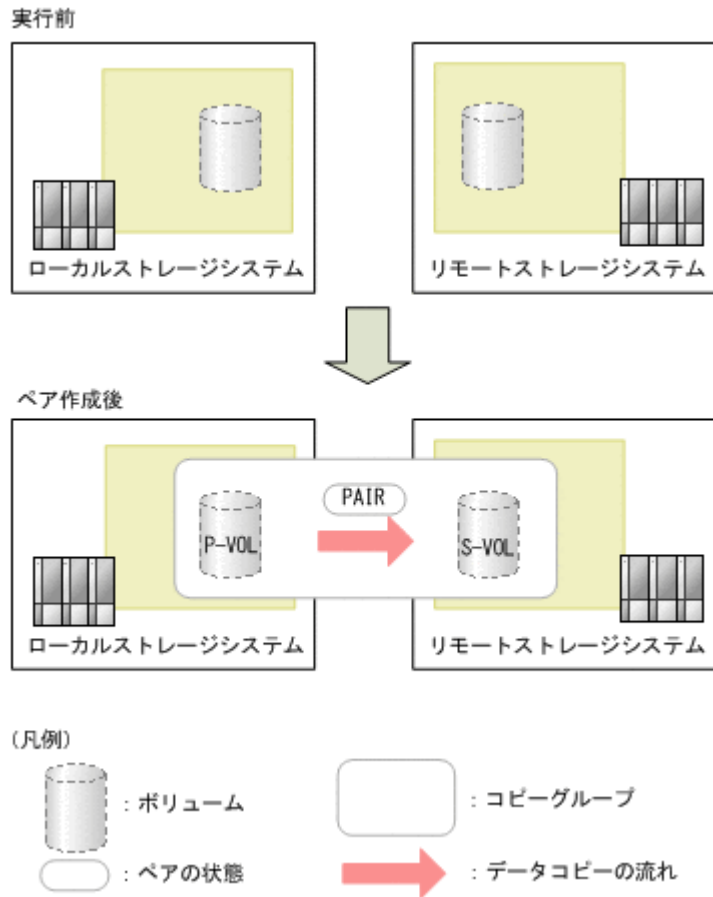 実行前
ローカルストレージシステム
リモートストレージシステム
ペア作成後
PAIR
P-VOL
S-VOL
ローカルストレージシステム
リモートストレージシステム
(凡例)
：ボリューム
：コピーグループ
：ペアの状態
：データコピーの流れ